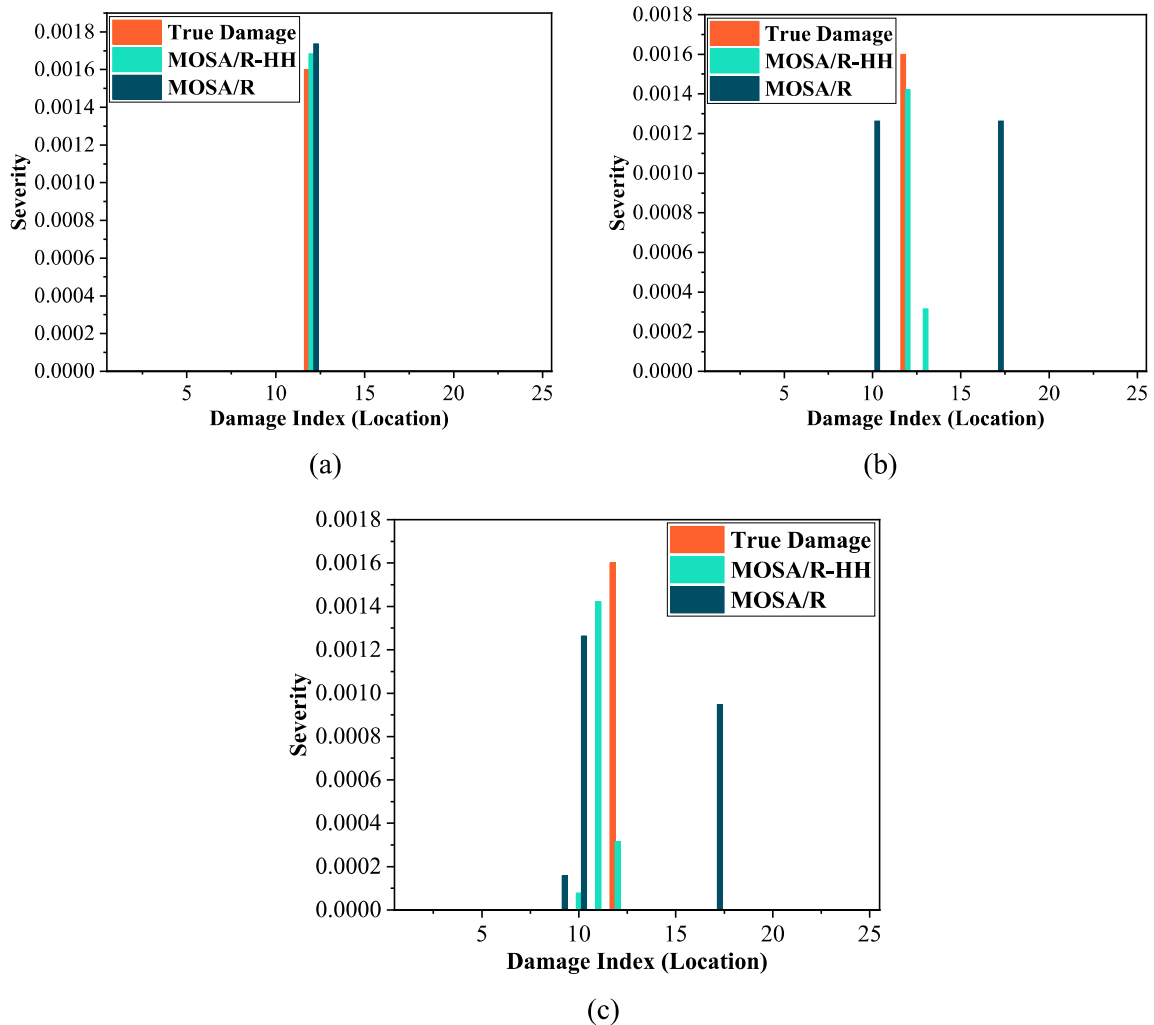 True Damage
MOSA/R-HH
MOSA/R
0.0018
0.0016
0.0014
0.0012
0.0010
0.0008
0.0006
0.0004
0.0002
0.0000
Severity
5 10 15 20 25
Damage Index (Location)
(a)
True Damage
MOSA/R-HH
MOSA/R
0.0018
0.0016
0.0014
0.0012
0.0010
0.0008
0.0006
0.0004
0.0002
0.0000
Severity
5 10 15 20 25
Damage Index (Location)
(b)
True Damage
MOSA/R-HH
MOSA/R
0.0018
0.0016
0.0014
0.0012
0.0010
0.0008
0.0006
0.0004
0.0002
0.0000
Severity
5 10 15 20 25
Damage Index (Location)
(c)